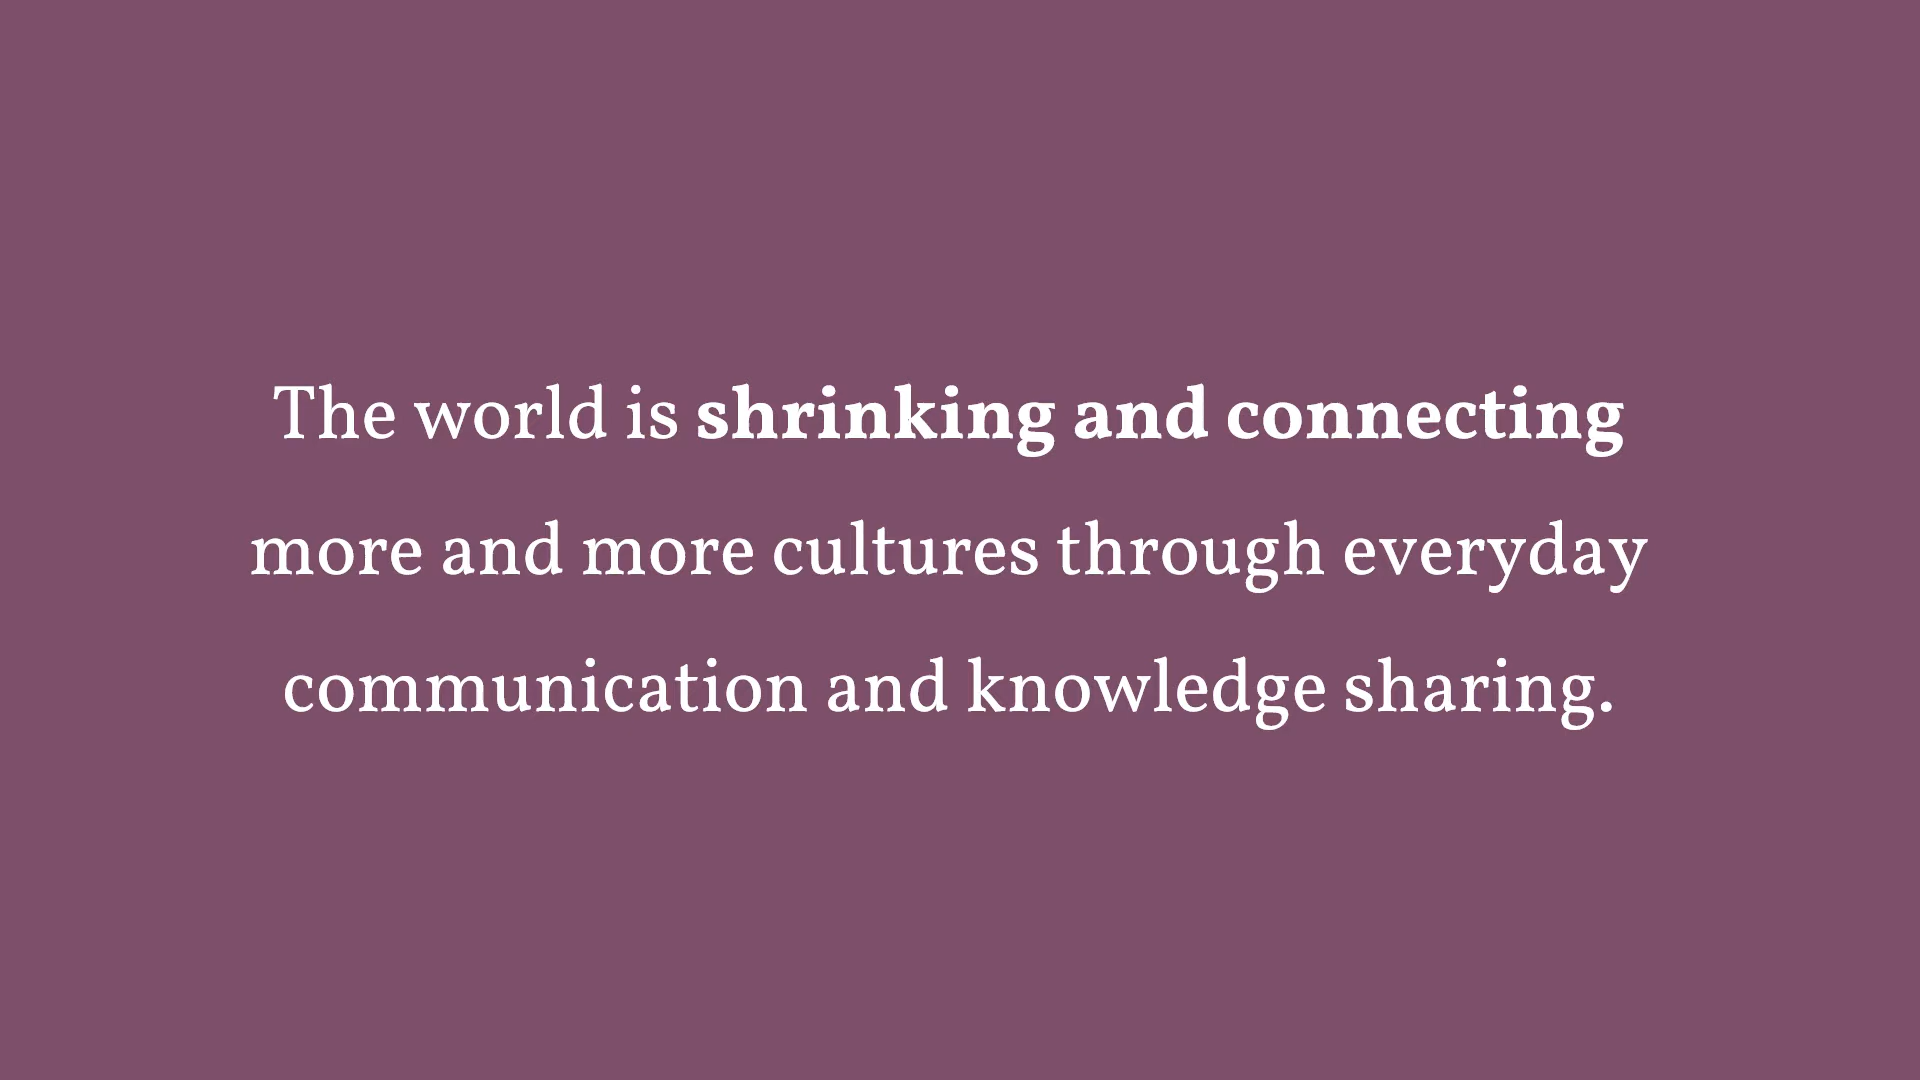 The world is shrinking and connecting
more and more cultures through everyday
communication and knowledge sharing.